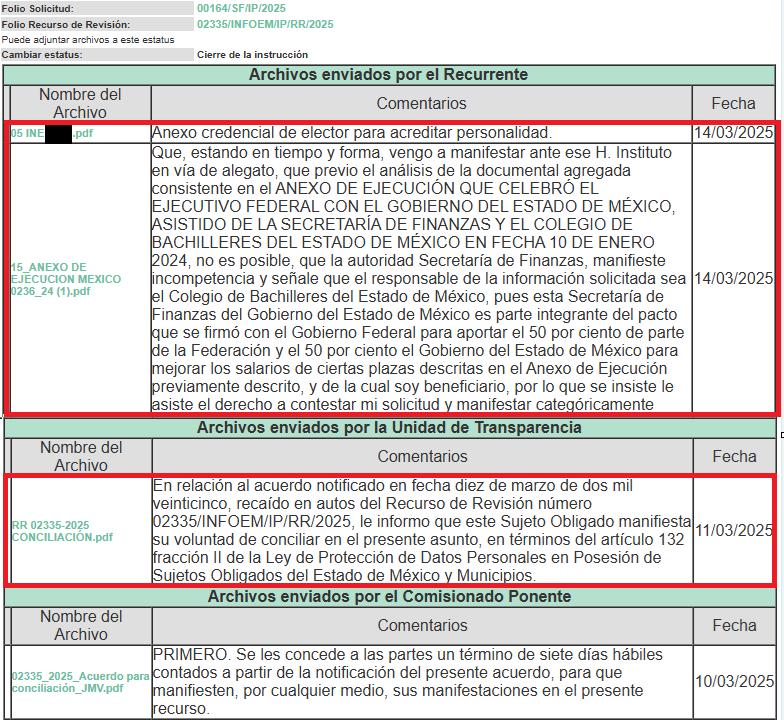 Folio Solicitud: 00164/SF/IP/2025
Folio Recurso de Revisión: 02335/INFOEM/IP/RR/2025
Puede adjuntar archivos a este estatus
Cambiar estatus: Cierre de la instrucción
Archivos enviados por el Recurrente
Nombre del
Archivo
Comentarios
Fecha
05 INE .pdf
Anexo credencial de elector para acreditar personalidad.
14/03/2025
15_ANEXO DE
EJECUCION MEXICO
0236_24 (1).pdf
Que, estando en tiempo y forma, vengo a manifestar ante ese H. Instituto
en vía de alegato, que previo el análisis de la documental agregada
consistente en el ANEXO DE EJECUCIÓN QUE CELEBRÓ EL
EJECUTIVO FEDERAL CON EL GOBIERNO DEL ESTADO DE MÉXICO,
ASISTIDO DE LA SECRETARÍA DE FINANZAS Y EL COLEGIO DE
BACHILLERES DEL ESTADO DE MÉXICO EN FECHA 10 DE ENERO
2024, no es posible, que la autoridad Secretaría de Finanzas, manifieste
incompetencia y señale que el responsable de la información solicitada sea
el Colegio de Bachilleres del Estado de México, pues esta Secretaría de
Finanzas del Gobierno del Estado de México es parte integrante del pacto
que se firmó con el Gobierno Federal para aportar el 50 por ciento de parte
de la Federación y el 50 por ciento el Gobierno del Estado de México para
mejorar los salarios de ciertas plazas descritas en el Anexo de Ejecución
previamente descrito, y de la cual soy beneficiario, por lo que se insiste le
asiste el derecho a contestar mi solicitud y manifestar categóricamente
14/03/2025
Archivos enviados por la Unidad de Transparencia
Nombre del
Archivo
Comentarios
Fecha
RR 02335-2025
CONCILIACIÓN.pdf
En relación al acuerdo notificado en fecha diez de marzo de dos mil
veinticinco, recaído en autos del Recurso de Revisión número
02335/INFOEM/IP/RR/2025, le informo que este Sujeto Obligado manifiesta
su voluntad de conciliar en el presente asunto, en términos del artículo 132
fracción II de la Ley de Protección de Datos Personales en Posesión de
Sujetos Obligados del Estado de México y Municipios.
11/03/2025
Archivos enviados por el Comisionado Ponente
Nombre del
Archivo
Comentarios
Fecha
02335_2025_Acuerdo para
conciliación_JMV.pdf
PRIMERO. Se les concede a las partes un término de siete días hábiles
contados a partir de la notificación del presente acuerdo, para que
manifiesten, por cualquier medio, sus manifestaciones en el presente
recurso.
10/03/2025